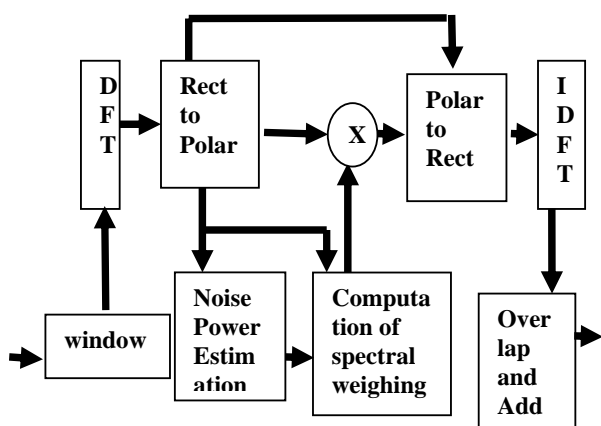 D
F
T
Rect
to
Polar
X
Polar
to
Rect
I
D
F
T
window
Noise
Power
Estim
ation
Computa
tion of
spectral
weighing
Over
lap
and
Add